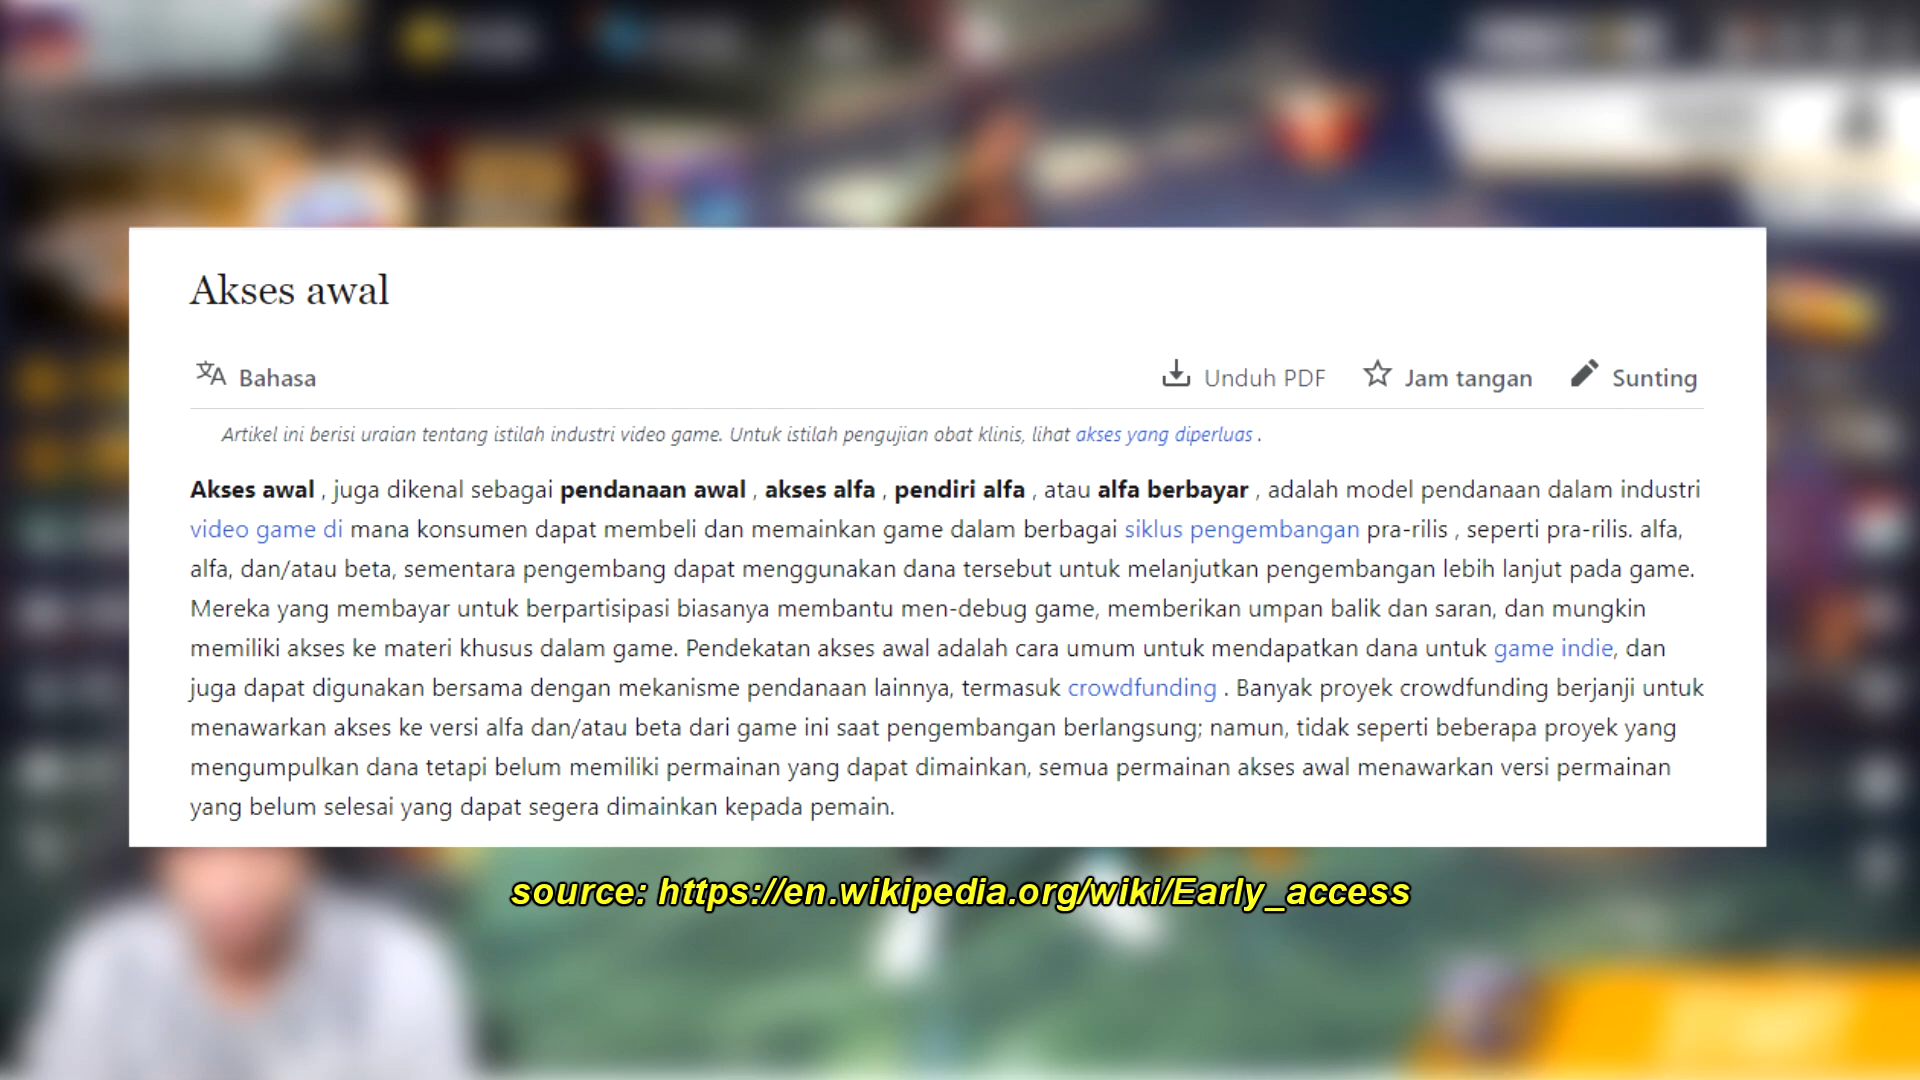 Akses awal
Bahasa
Unduh PDF
Jam tangan
Sunting
Artikel ini berisi uraian tentang istilah industri video game. Untuk istilah pengujian obat klinis, lihat akses yang diperluas .
Akses awal , juga dikenal sebagai pendanaan awal , akses alfa , pendiri alfa , atau alfa berbayar , adalah model pendanaan dalam industri
video game di mana konsumen dapat membeli dan memainkan game dalam berbagai siklus pengembangan pra-rilis , seperti pra-rilis. alfa,
alfa, dan/atau beta, sementara pengembang dapat menggunakan dana tersebut untuk melanjutkan pengembangan lebih lanjut pada game.
Mereka yang membayar untuk berpartisipasi biasanya membantu men-debug game, memberikan umpan balik dan saran, dan mungkin
memiliki akses ke materi khusus dalam game. Pendekatan akses awal adalah cara umum untuk mendapatkan dana untuk game indie, dan
juga dapat digunakan bersama dengan mekanisme pendanaan lainnya, termasuk crowdfunding . Banyak proyek crowdfunding berjanji untuk
menawarkan akses ke versi alfa dan/atau beta dari game ini saat pengembangan berlangsung; namun, tidak seperti beberapa proyek yang
mengumpulkan dana tetapi belum memiliki permainan yang dapat dimainkan, semua permainan akses awal menawarkan versi permainan
yang belum selesai yang dapat segera dimainkan kepada pemain.
source: https://en.wikipedia.org/wiki/Early_access